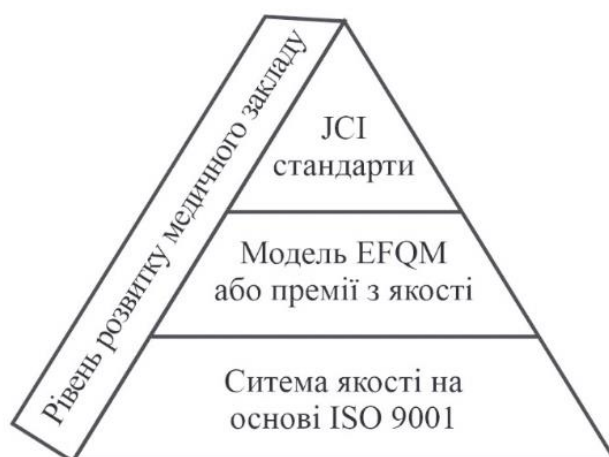 Рівень розвитку медичного закладу
JCI
стандарти
Модель EFQM
або премії з якості
Ситема якості на
основі ISO 9001